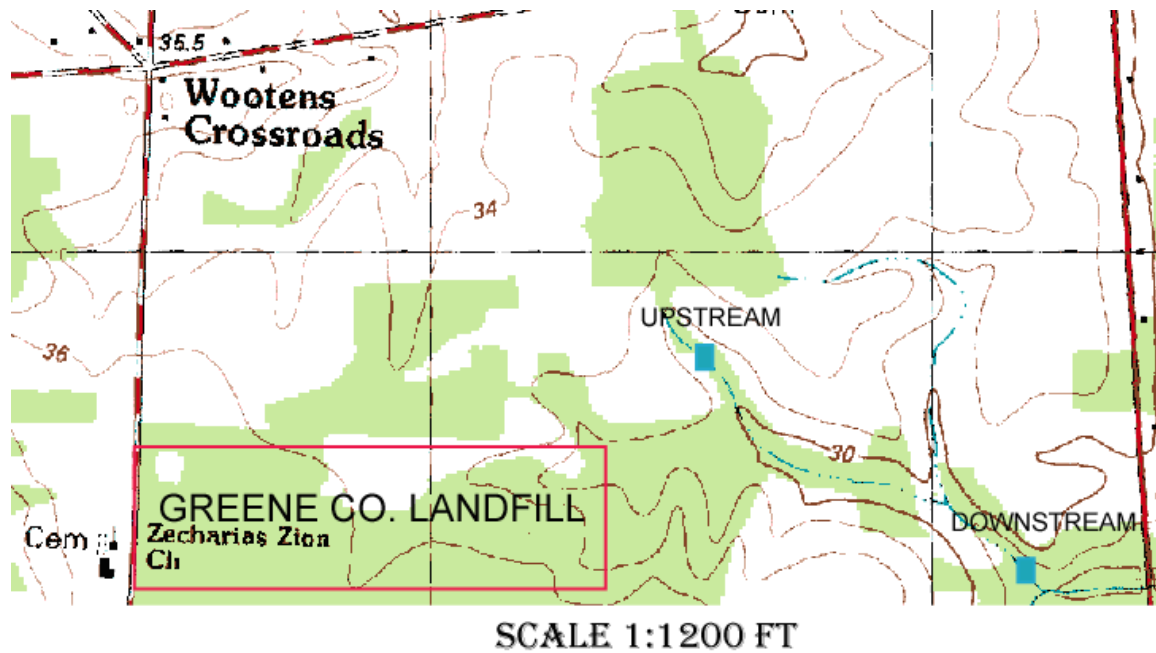 35.5
Wootens
Crossroads
34
UPSTREAM
36
30
GREENE CO. LANDFILL
DOWNSTREAM
Cem
Zecharias Zion
Ch
SCALE 1:1200 FT